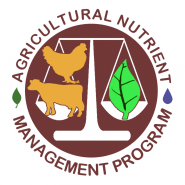 AGRICULTURAL NUTRIENT
MANAGEMENT PROGRAM